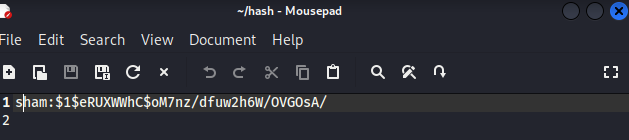 ~/hash - Mousepad
File Edit Search View Document Help
1 sham:$1$eRUXWWhC$oM7nz/dfuw2h6W/OVGOsA/
2